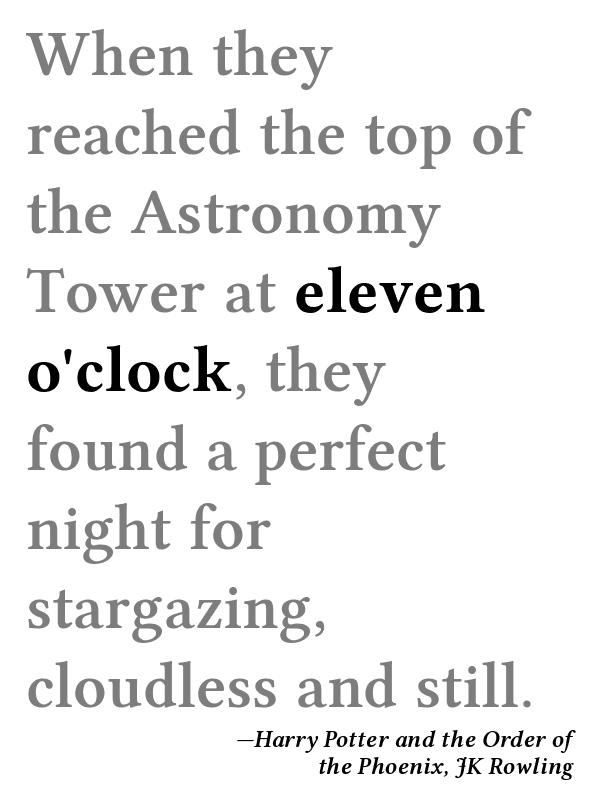 When they
reached the top of
the Astronomy
Tower at eleven
o'clock, they
found a perfect
night for
stargazing,
cloudless and still.
—Harry Potter and the Order of
the Phoenix, JK Rowling